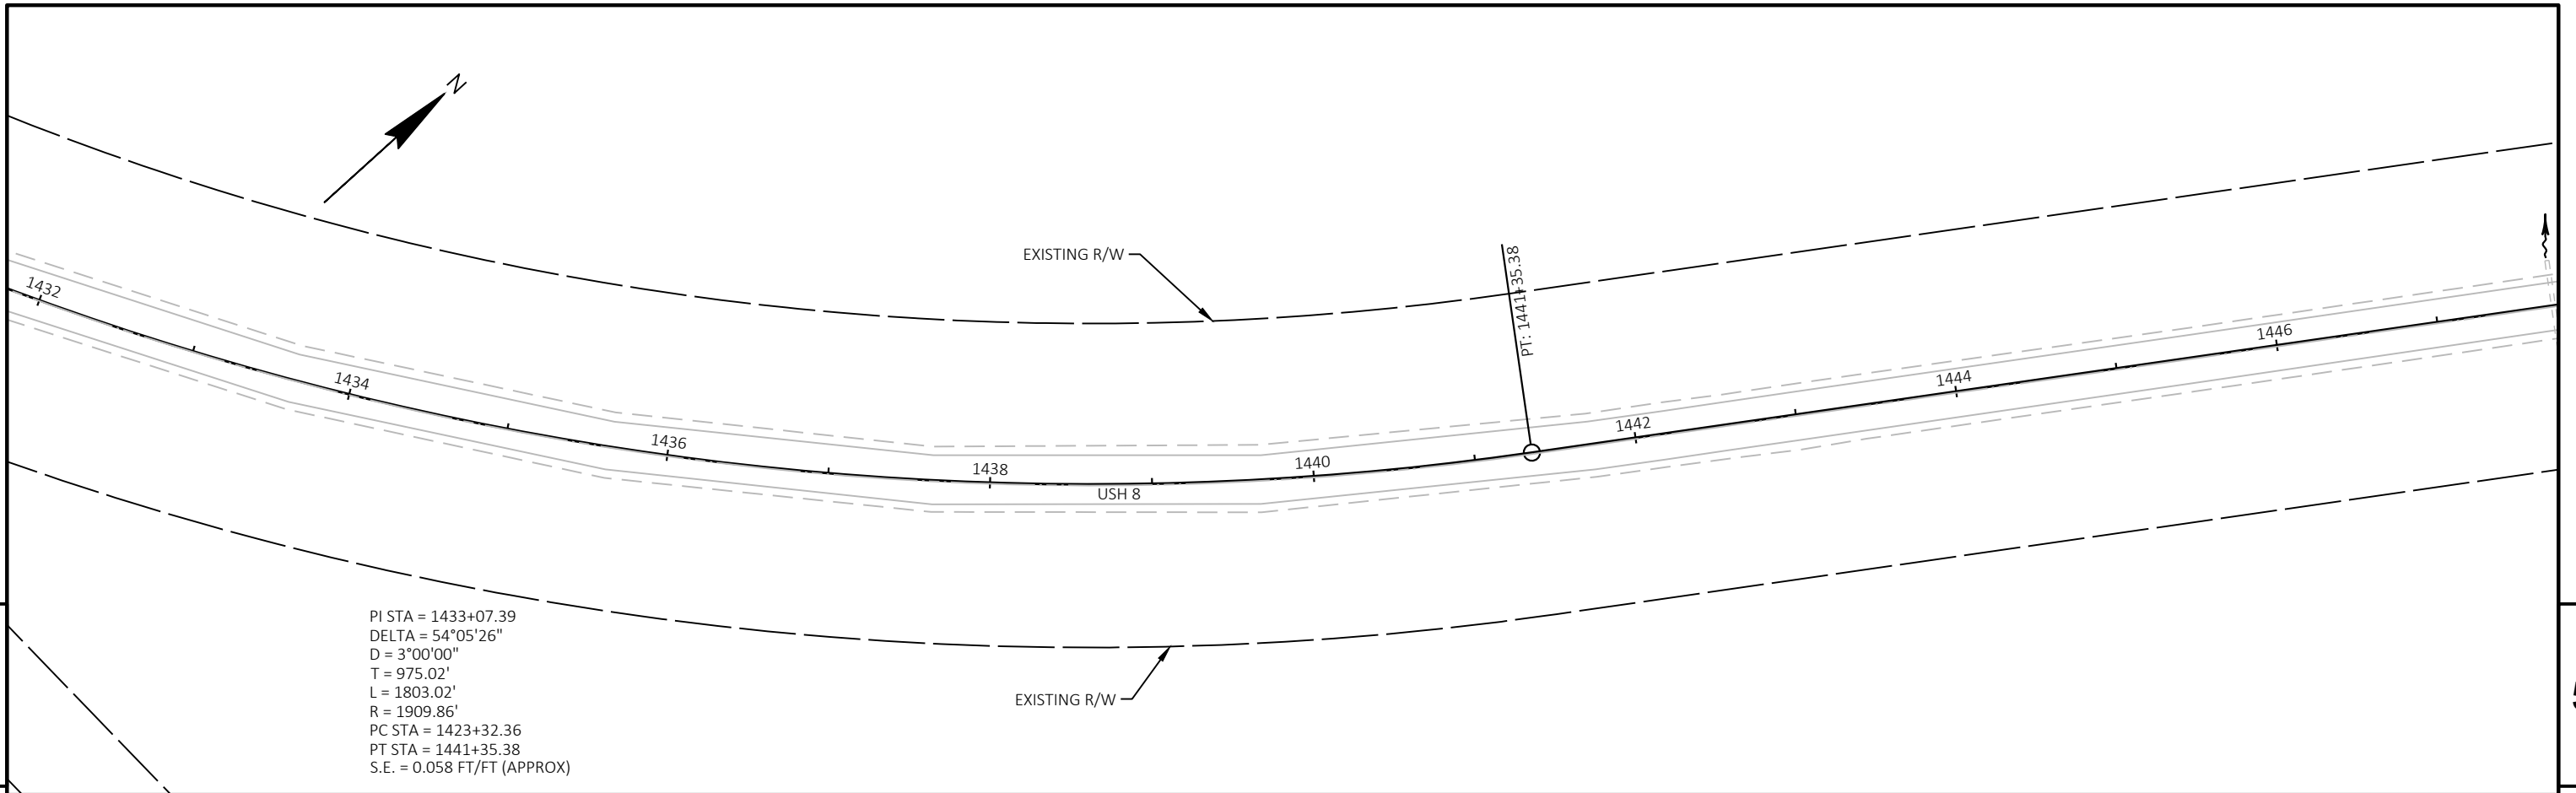 N
EXISTING R/W
PT: 1441+35.38
1432
1434
1436
1438
1440
1442
1444
1446
USH 8
PI STA = 1433+07.39
DELTA = 54°05'26"
D = 3°00'00"
T = 975.02'
L = 1803.02'
R = 1909.86'
PC STA = 1423+32.36
PT STA = 1441+35.38
S.E. = 0.058 FT/FT (APPROX)
EXISTING R/W